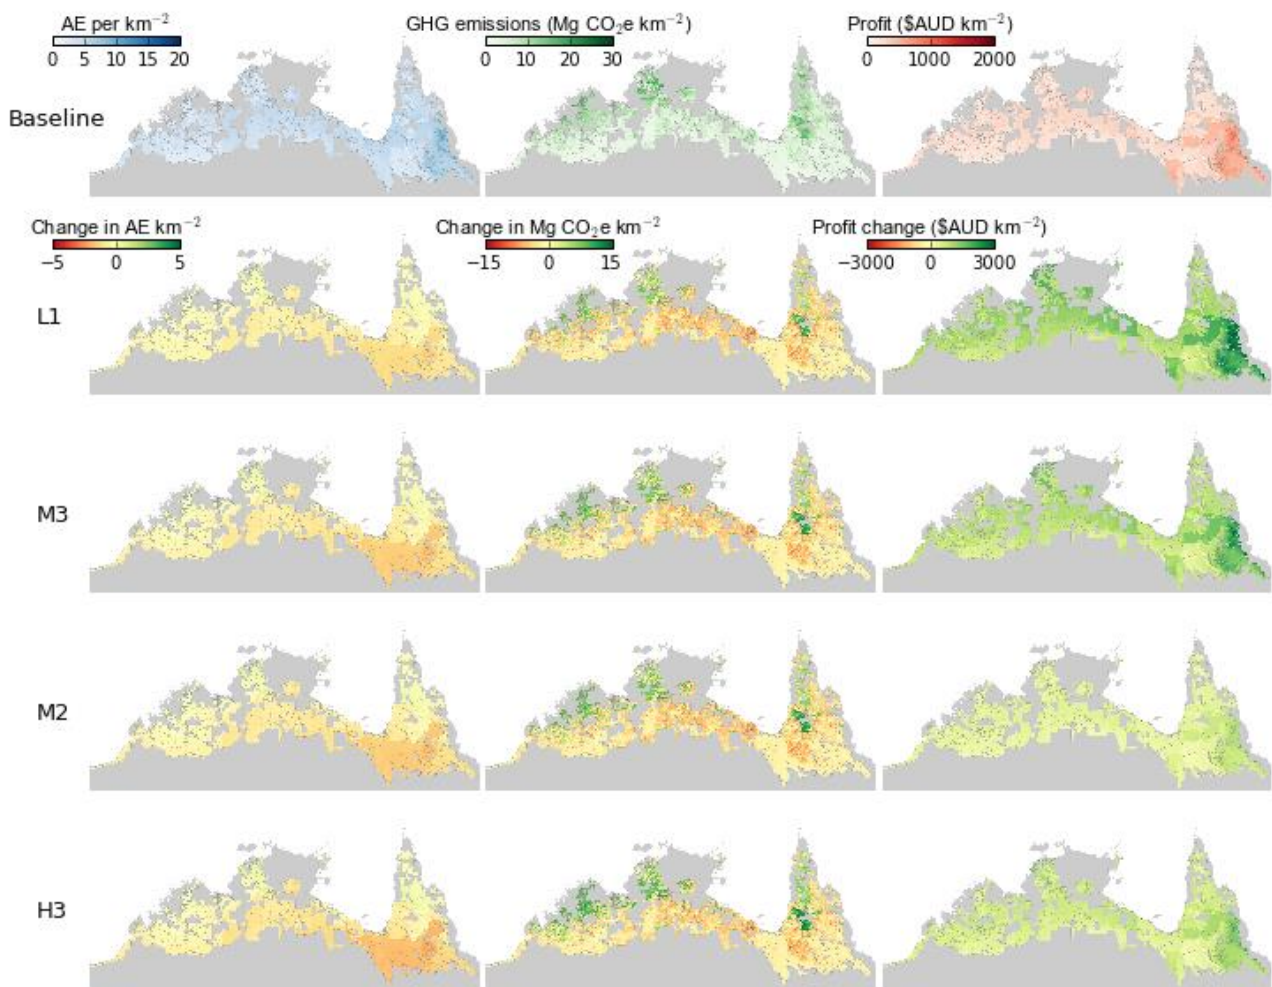 AE per km⁻² GHG emissions (Mg CO₂e km⁻²) Profit ($AUD km⁻²)
0 5 10 15 20 0 10 20 30 0 1000 2000
Baseline
Change in AE km⁻² Change in Mg CO₂e km⁻² Profit change ($AUD km⁻²)
−5 0 5 −15 0 15 −3000 0 3000
L1
M3
M2
H3